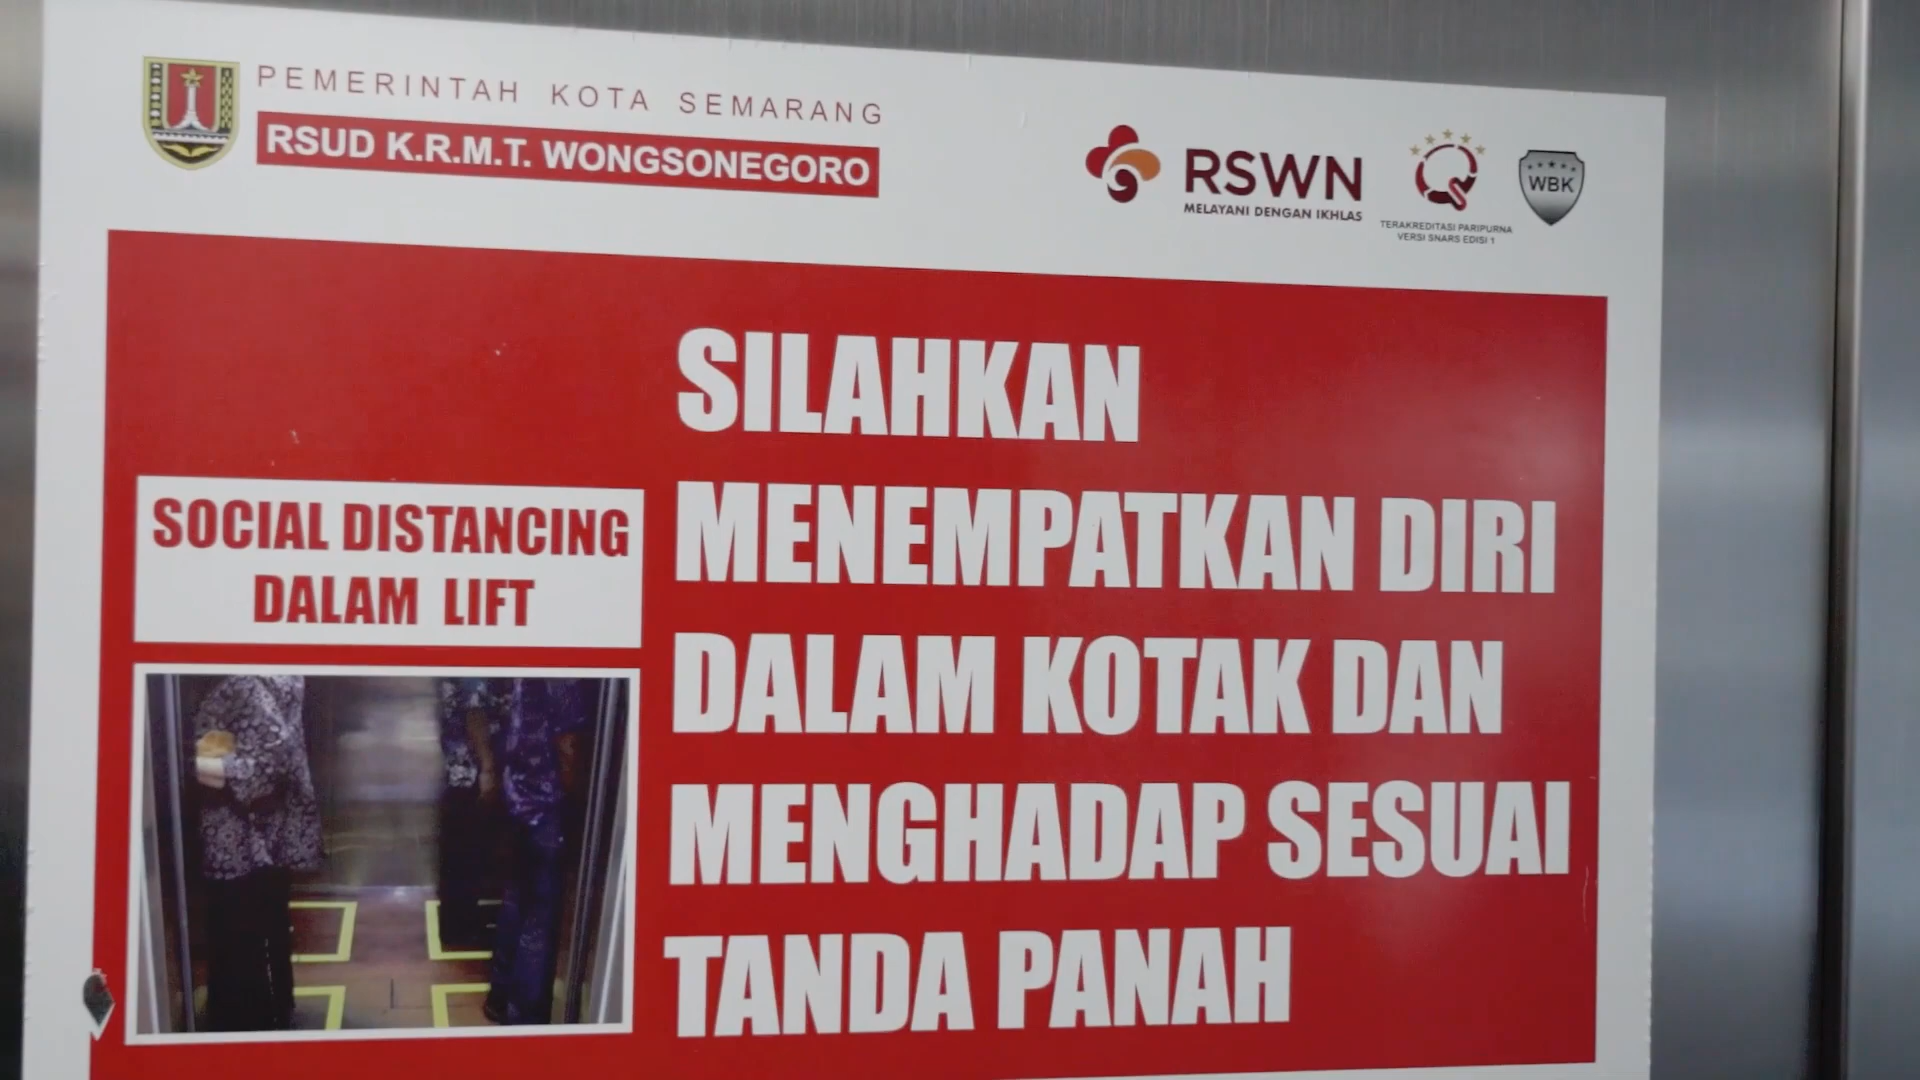 PEMERINTAH KOTA SEMARANG
RSUD K.R.M.T. WONGSONEGORO
RSWN
MELAYANI DENGAN IKHLAS
TERAKREDITASI PARIPURNA
VERSI SNARS EDISI 1
WBK
SOCIAL DISTANCING
DALAM LIFT
SILAHKAN
MENEMPATKAN DIRI
DALAM KOTAK DAN
MENGHADAP SESUAI
TANDA PANAH